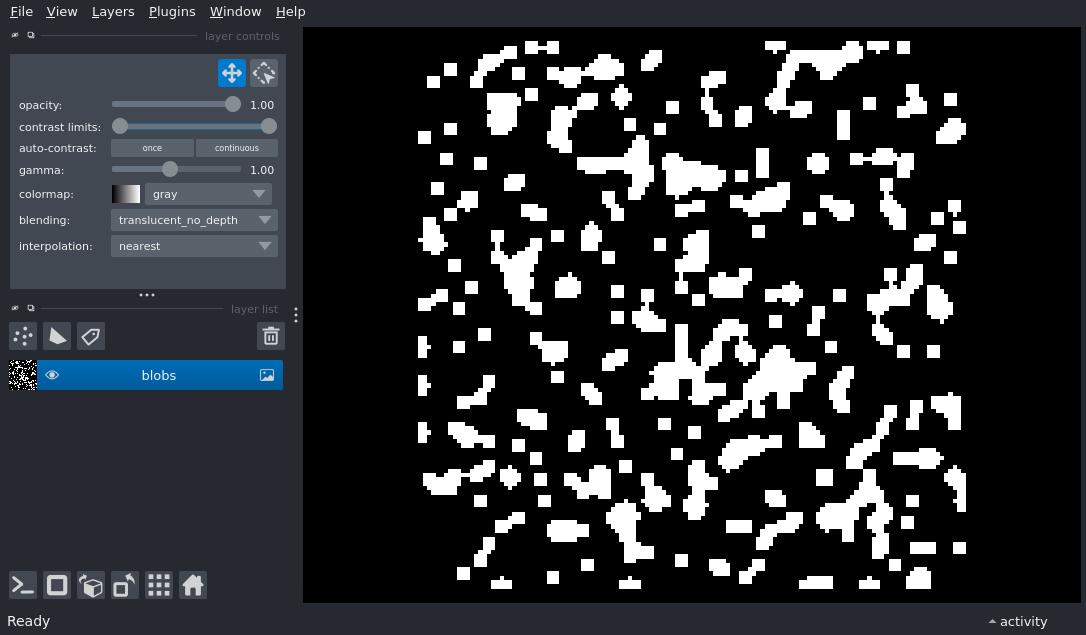 File View Layers Plugins Window Help
layer controls
opacity: 1.00
contrast limits:
auto-contrast: once continuous
gamma: 1.00
colormap: gray
blending: translucent_no_depth
interpolation: nearest
layer list
blobs
Ready activity